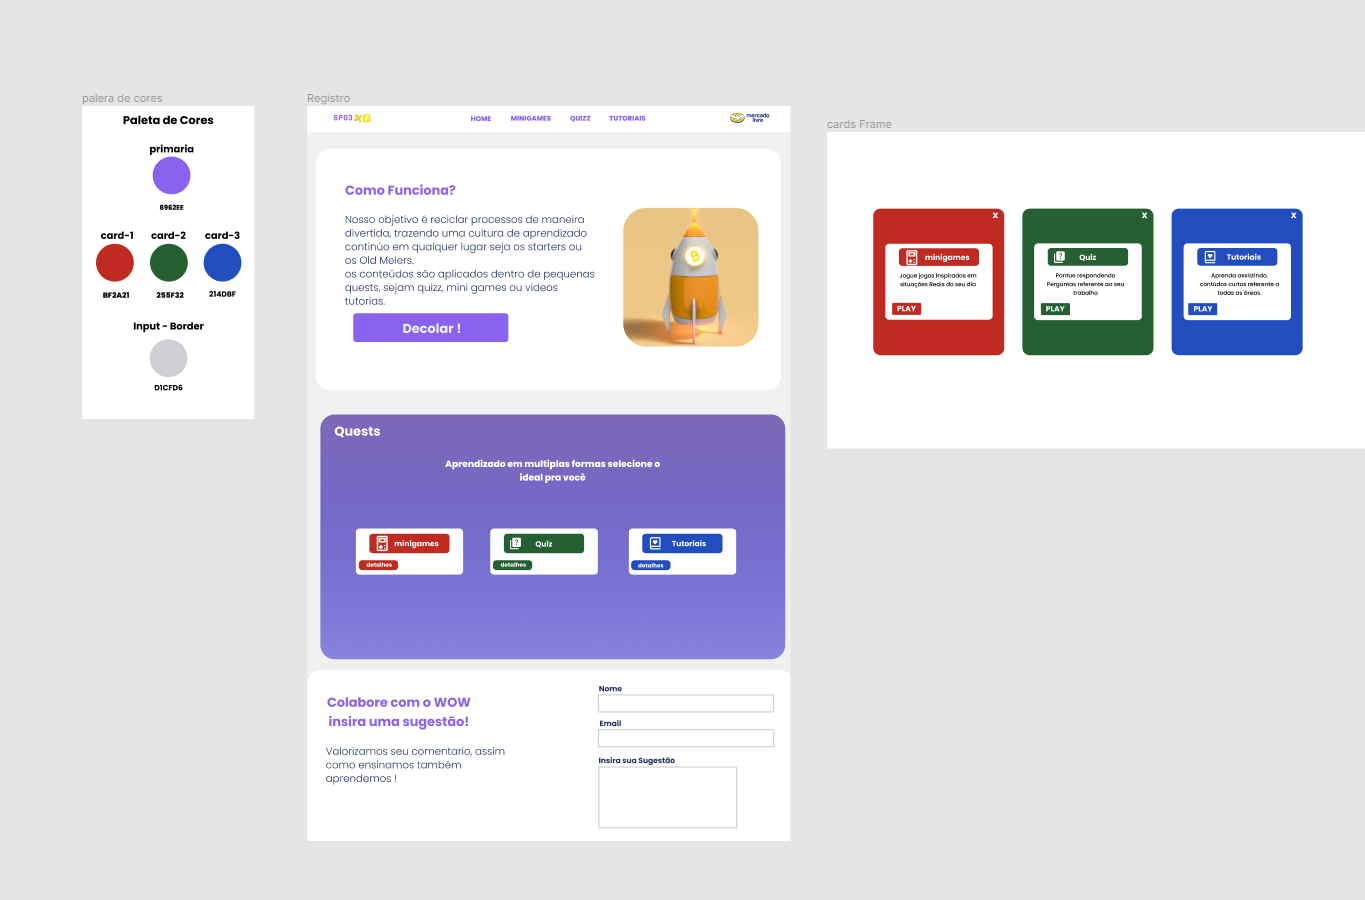 palera de cores
Paleta de Cores
primaria
8962EE
card-1
card-2
card-3
BF2A21
255F32
214DBF
Input - Border
D1CFD6
Registro
SP03 XP
HOME
MINIGAMES
QUIZZ
TUTORIAIS
mercado
livre
Como Funciona?
Nosso objetivo é reciclar processos de maneira
divertida, trazendo uma cultura de aprendizado
continúo em qualquer lugar seja os starters ou
os Old Melers.
os conteúdos são aplicados dentro de pequenas
quests, sejam quizz, mini games ou videos
tutorias.
Decolar !
B
Quests
Aprendizado em multiplas formas selecione o
ideal pra você
minigames
detalhes
Quiz
detalhes
Tutoriais
detalhes
Colabore com o WOW
insira uma sugestão!
Valorizamos seu comentario, assim
como ensinamos também
aprendemos !
Nome
Email
Insira sua Sugestão
cards Frame
X
minigames
Jogue jogos inspirados em
situações Reais do seu dia
PLAY
X
Quiz
Pontue respondendo
Perguntas referente ao seu
trabalho
PLAY
X
Tutoriais
Aprenda assistindo,
contúdos curtos referente a
todas as áreas.
PLAY